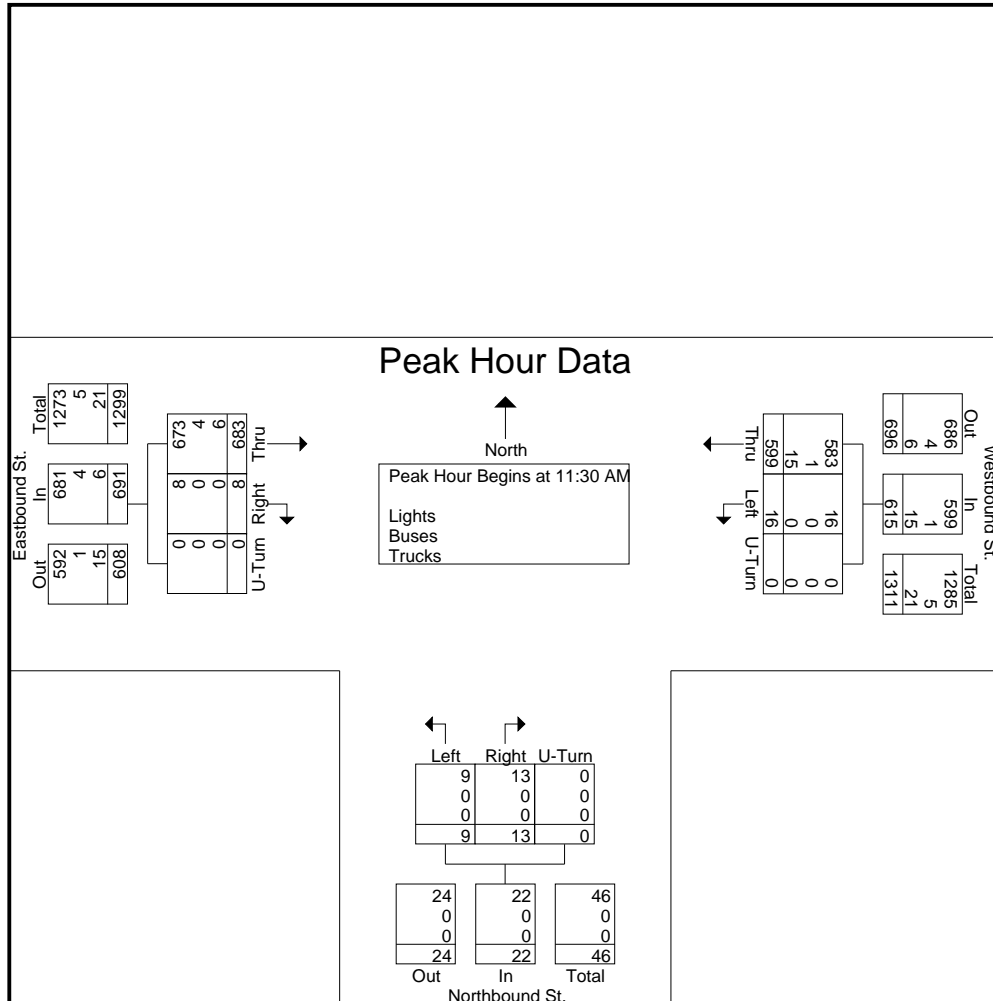 Peak Hour Data
North
Peak Hour Begins at 11:30 AM
Lights
Buses
Trucks
Eastbound St.
Total In Out
1273 681 592
5 4 1
21 6 15
1299 691 608
673 8 0
4 0 0
6 0 0
683 8 0
Thru Right U-Turn
Westbound St.
Out In Total
686 599 1285
4 1 5
6 15 21
696 615 1311
583 16 0
1 0 0
15 0 0
599 16 0
Thru Left U-Turn
Left Right U-Turn
9 13 0
0 0 0
0 0 0
9 13 0
24 22 46
0 0 0
0 0 0
24 22 46
Out In Total
Northbound St.